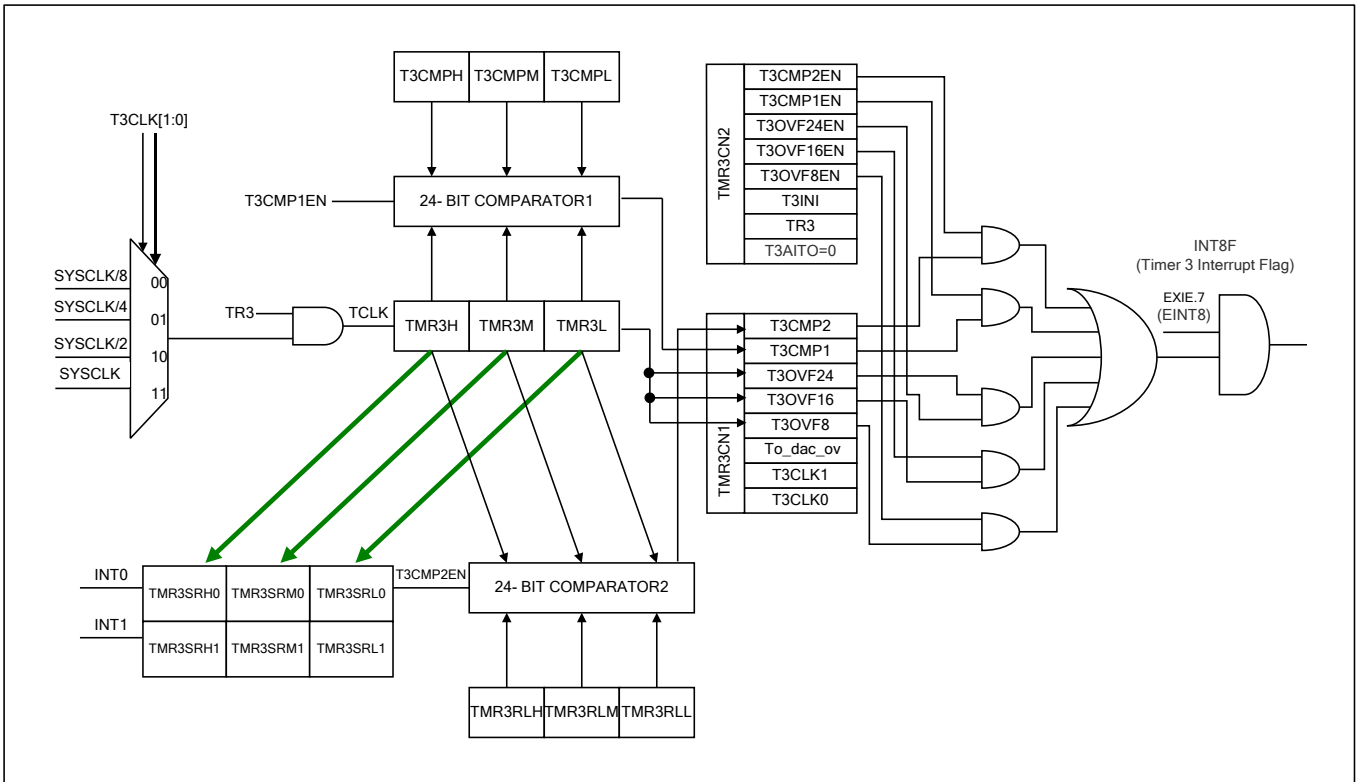 T3CLK[1:0]
SYSCLK/8
SYSCLK/4
SYSCLK/2
SYSCLK
00
01
10
11
TR3
TCLK
T3CMPH
T3CMPM
T3CMPL
T3CMP1EN
24- BIT COMPARATOR1
TMR3H
TMR3M
TMR3L
INT0
INT1
TMR3SRH0
TMR3SRM0
TMR3SRL0
TMR3SRH1
TMR3SRM1
TMR3SRL1
T3CMP2EN
24- BIT COMPARATOR2
TMR3RLH
TMR3RLM
TMR3RLL
TMR3CN2
T3CMP2EN
T3CMP1EN
T3OVF24EN
T3OVF16EN
T3OVF8EN
T3INI
TR3
T3AITO=0
TMR3CN1
T3CMP2
T3CMP1
T3OVF24
T3OVF16
T3OVF8
To_dac_ov
T3CLK1
T3CLK0
INT8F
(Timer 3 Interrupt Flag)
EXIE.7
(EINT8)